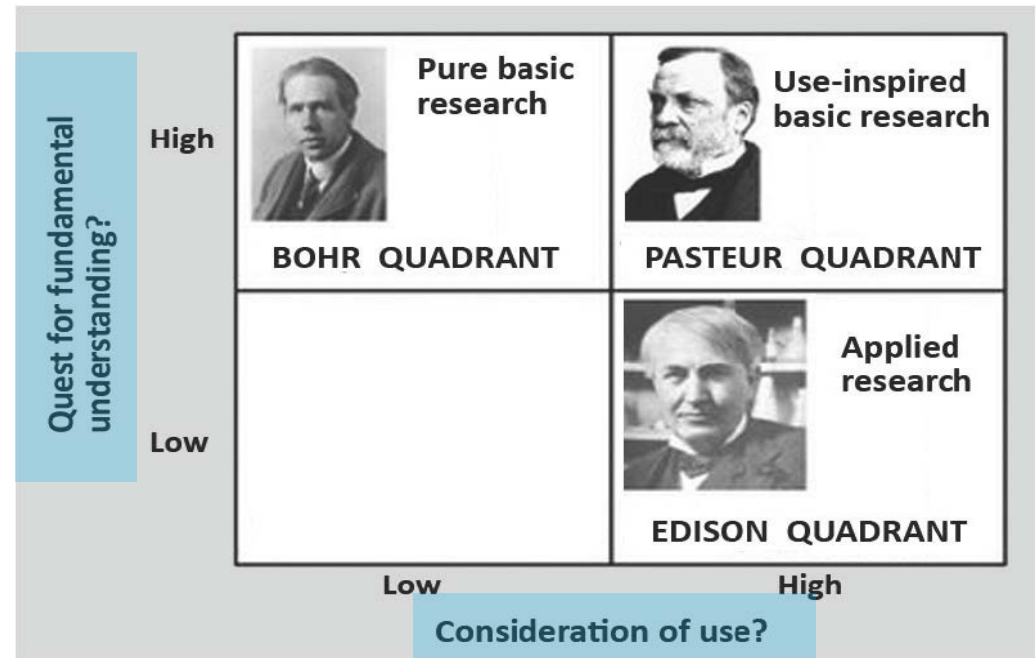 Quest for fundamental
understanding?
High
Pure basic
research
BOHR QUADRANT
Use-inspired
basic research
PASTEUR QUADRANT
Low
Applied
research
EDISON QUADRANT
Low
High
Consideration of use?